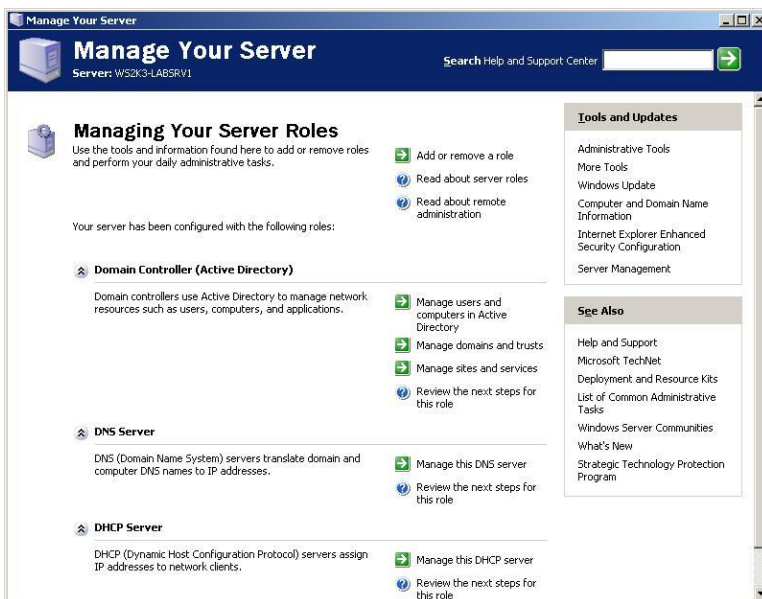 Manage Your Server
Manage Your Server
Server: WS2K3-LABSRV1
Search Help and Support Center
Managing Your Server Roles
Use the tools and information found here to add or remove roles
and perform your daily administrative tasks.
Add or remove a role
Read about server roles
Read about remote
administration
Your server has been configured with the following roles:
Domain Controller (Active Directory)
Domain controllers use Active Directory to manage network
resources such as users, computers, and applications.
Manage users and
computers in Active
Directory
Manage domains and trusts
Manage sites and services
Review the next steps for
this role
DNS Server
DNS (Domain Name System) servers translate domain and
computer DNS names to IP addresses.
Manage this DNS server
Review the next steps for
this role
DHCP Server
DHCP (Dynamic Host Configuration Protocol) servers assign
IP addresses to network clients.
Manage this DHCP server
Review the next steps for
this role
Tools and Updates
Administrative Tools
More Tools
Windows Update
Computer and Domain Name
Information
Internet Explorer Enhanced
Security Configuration
Server Management
See Also
Help and Support
Microsoft TechNet
Deployment and Resource Kits
List of Common Administrative
Tasks
Windows Server Communities
What's New
Strategic Technology Protection
Program